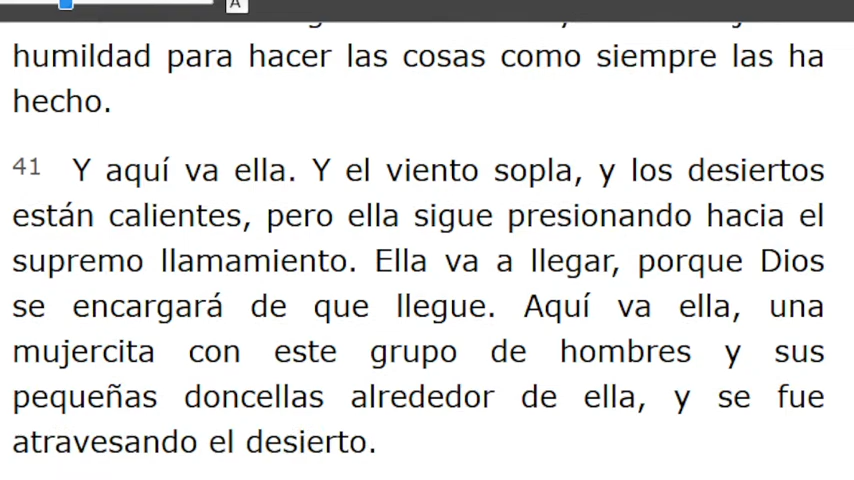 A
humildad para hacer las cosas como siempre las ha
hecho.
41 Y aquí va ella. Y el viento sopla, y los desiertos
están calientes, pero ella sigue presionando hacia el
supremo llamamiento. Ella va a llegar, porque Dios
se encargará de que llegue. Aquí va ella, una
mujercita con este grupo de hombres y sus
pequeñas doncellas alrededor de ella, y se fue
atravesando el desierto.